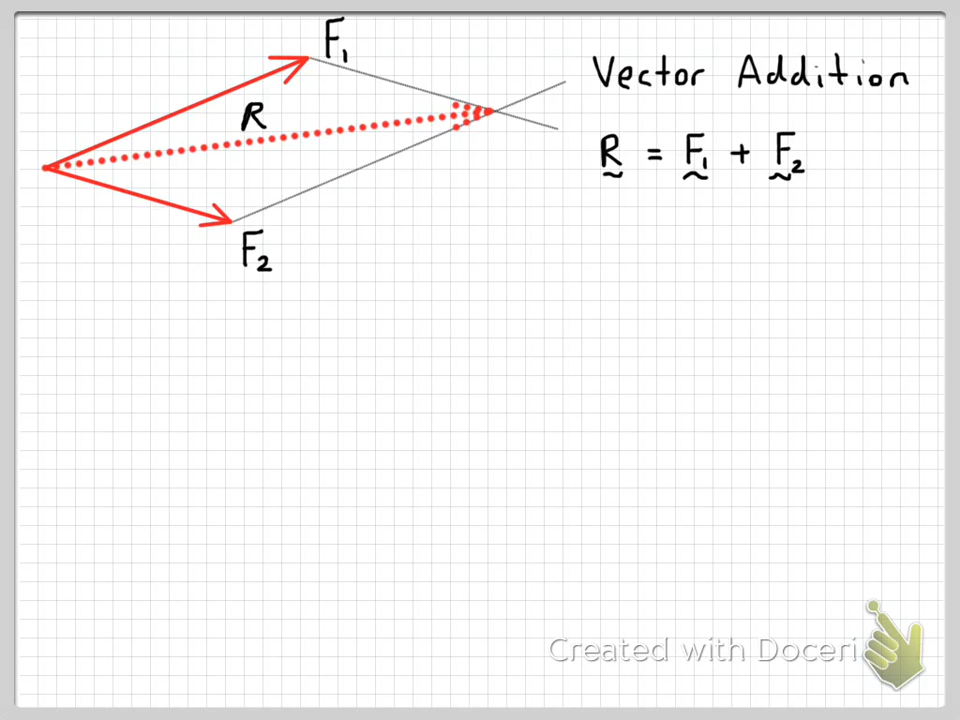 F₁
Vector Addition
R
R = F₁ + F₂
F₂
Created with Doceri